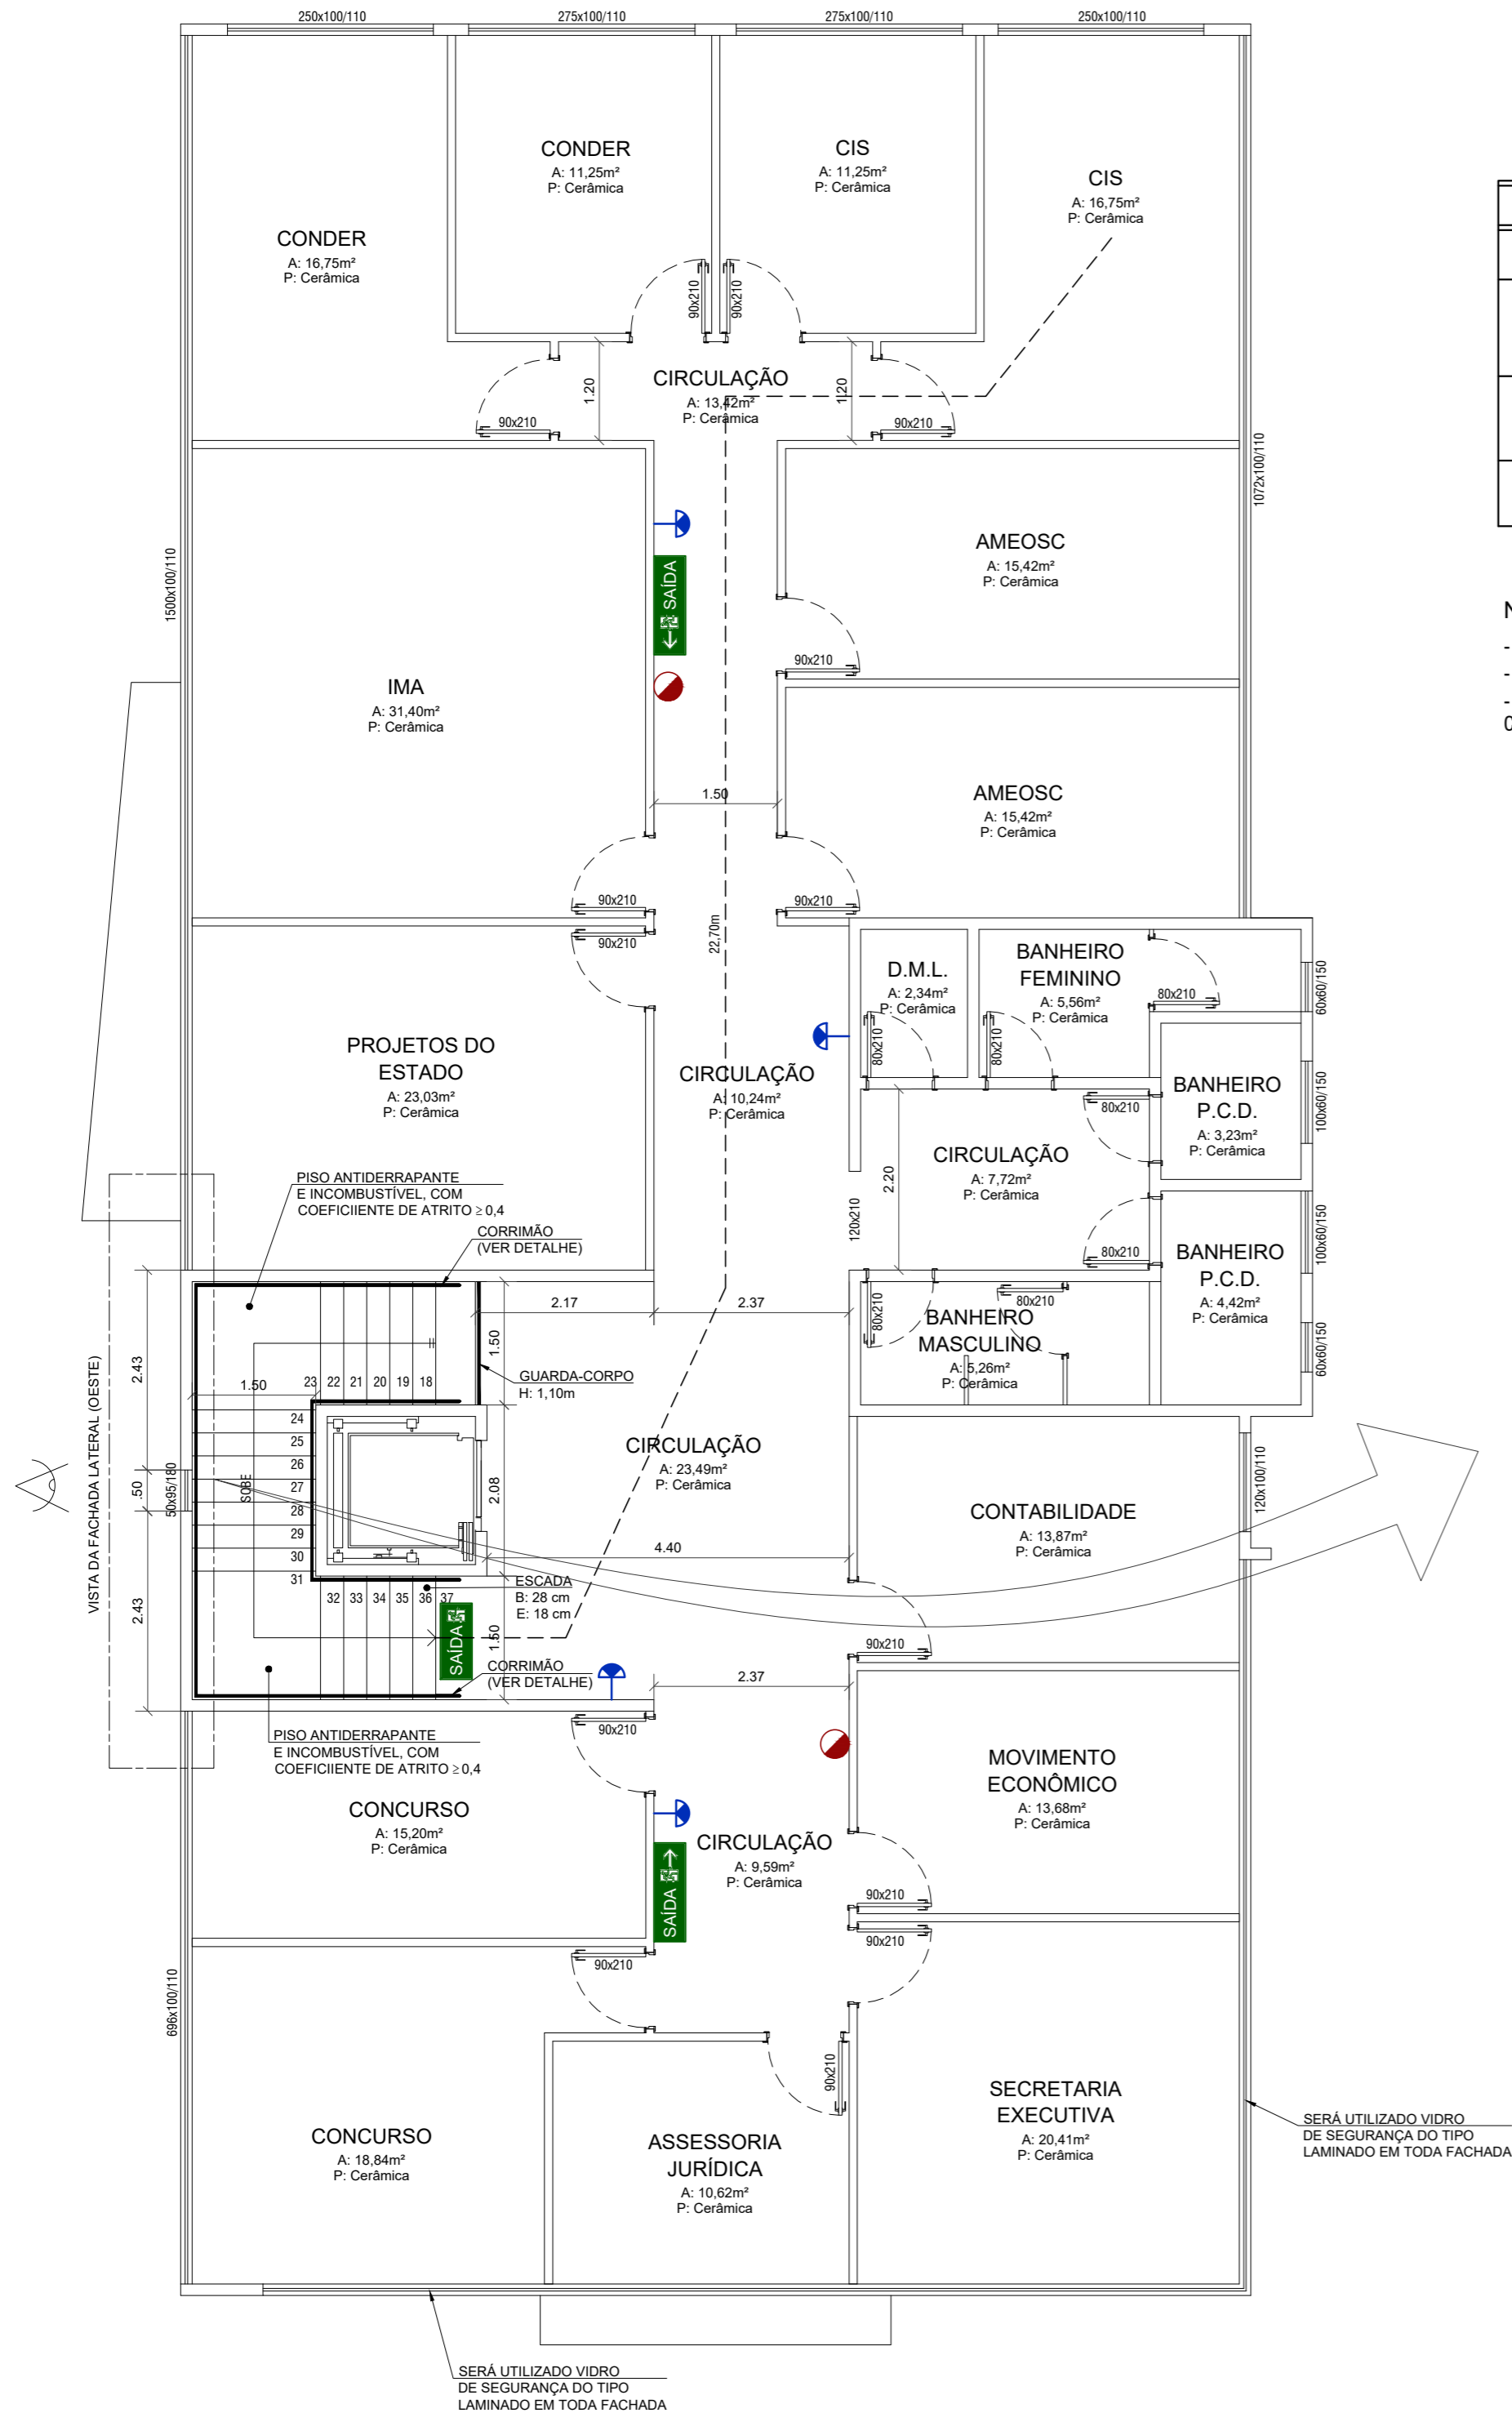 250x100/110
275x100/110
275x100/110
250x100/110
CONDER
A: 11,25m²
P: Cerâmica
CIS
A: 11,25m²
P: Cerâmica
CIS
A: 16,75m²
P: Cerâmica
CONDER
A: 16,75m²
P: Cerâmica
90x210
90x210
1.20
CIRCULAÇÃO
A: 13,42m²
P: Cerâmica
1.20
90x210
90x210
1072x100/110
1500x100/110
SAÍDA
AMEOSC
A: 15,42m²
P: Cerâmica
90x210
IMA
A: 31,40m²
P: Cerâmica
1.50
AMEOSC
A: 15,42m²
P: Cerâmica
90x210
90x210
90x210
22,70m
D.M.L.
A: 2,34m²
P: Cerâmica
80x210
BANHEIRO
FEMININO
A: 5,56m²
P: Cerâmica
80x210
80x210
60x60/150
PROJETOS DO
ESTADO
A: 23,03m²
P: Cerâmica
CIRCULAÇÃO
A: 10,24m²
P: Cerâmica
BANHEIRO
P.C.D.
A: 3,23m²
P: Cerâmica
80x210
100x60/150
CIRCULAÇÃO
A: 7,72m²
P: Cerâmica
2.20
120x210
80x210
BANHEIRO
P.C.D.
A: 4,42m²
P: Cerâmica
100x60/150
60x60/150
PISO ANTIDERRAPANTE
E INCOMBUSTÍVEL, COM
COEFICIIENTE DE ATRITO ≥ 0,4
CORRIMÃO
(VER DETALHE)
2.17
2.37
80x210
80x210
BANHEIRO
MASCULINO
A: 5,26m²
P: Cerâmica
1.50
GUARDA-CORPO
H: 1,10m
VISTA DA FACHADA LATERAL (OESTE)
2.43
.50
2.43
50x95/180
1.50
23 22 21 20 19 18
24
25
26
27
28
29
30
31
SOBE
2.08
CIRCULAÇÃO
A: 23,49m²
P: Cerâmica
CONTABILIDADE
A: 13,87m²
P: Cerâmica
120x100/110
4.40
32 33 34 35 36 37
ESCADA
B: 28 cm
E: 18 cm
1.50
SAÍDA
CORRIMÃO
(VER DETALHE)
90x210
2.37
90x210
PISO ANTIDERRAPANTE
E INCOMBUSTÍVEL, COM
COEFICIIENTE DE ATRITO ≥ 0,4
MOVIMENTO
ECONÔMICO
A: 13,68m²
P: Cerâmica
CONCURSO
A: 15,20m²
P: Cerâmica
CIRCULAÇÃO
A: 9,59m²
P: Cerâmica
SAÍDA
90x210
90x210
90x210
696x100/110
90x210
SECRETARIA
EXECUTIVA
A: 20,41m²
P: Cerâmica
CONCURSO
A: 18,84m²
P: Cerâmica
ASSESSORIA
JURÍDICA
A: 10,62m²
P: Cerâmica
SERÁ UTILIZADO VIDRO
DE SEGURANÇA DO TIPO
LAMINADO EM TODA FACHADA
SERÁ UTILIZADO VIDRO
DE SEGURANÇA DO TIPO
LAMINADO EM TODA FACHADA